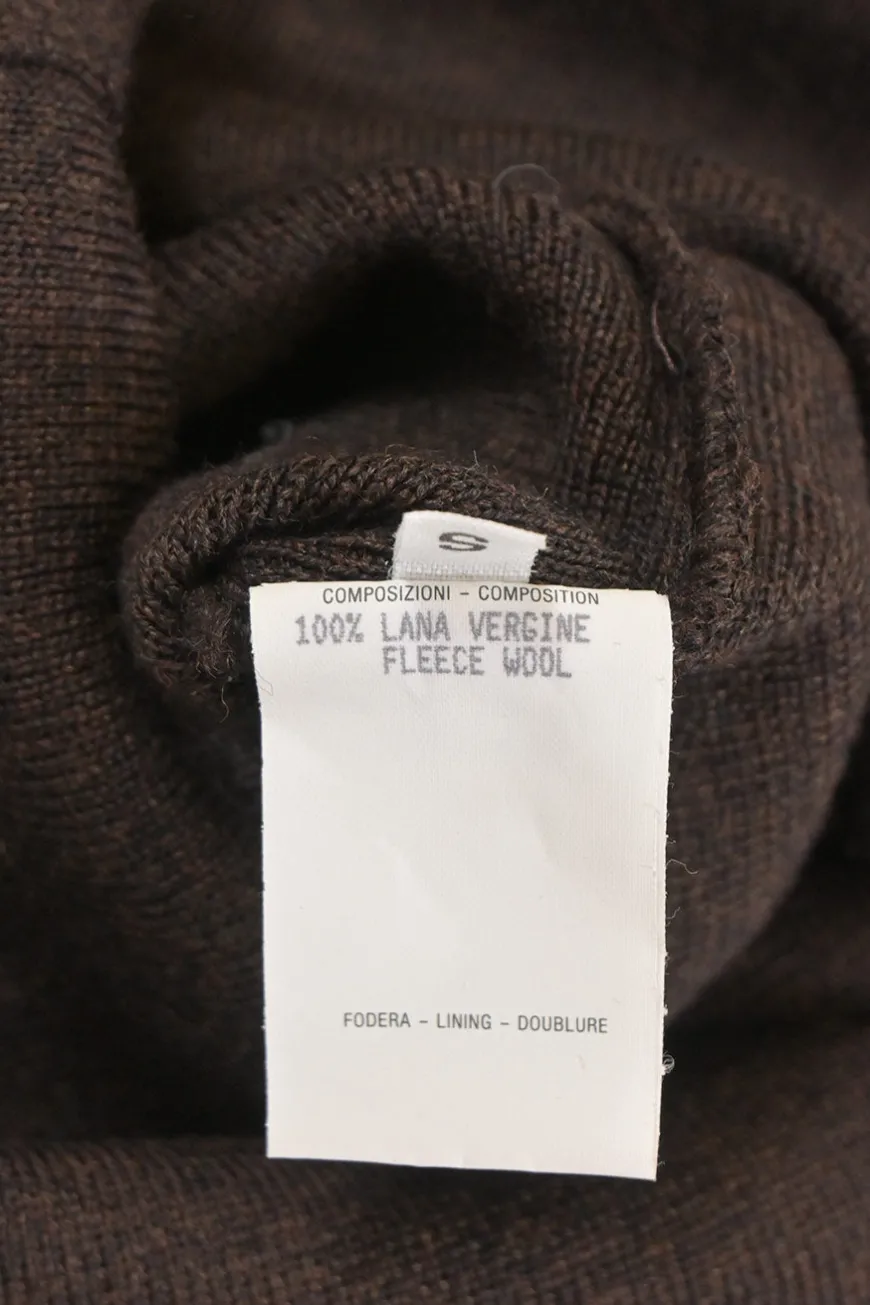 S
COMPOSIZIONI - COMPOSITION
100% LANA VERGINE
FLEECE WOOL
FODERA - LINING - DOUBLURE